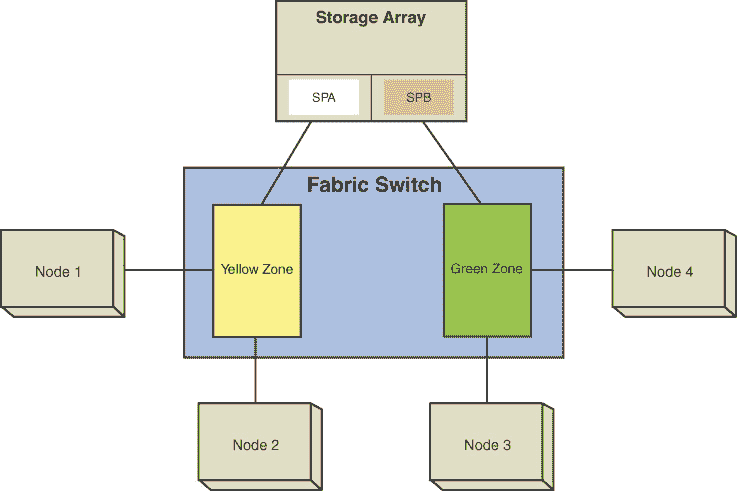 Storage Array
SPA
SPB
Fabric Switch
Yellow Zone
Green Zone
Node 1
Node 4
Node 2
Node 3